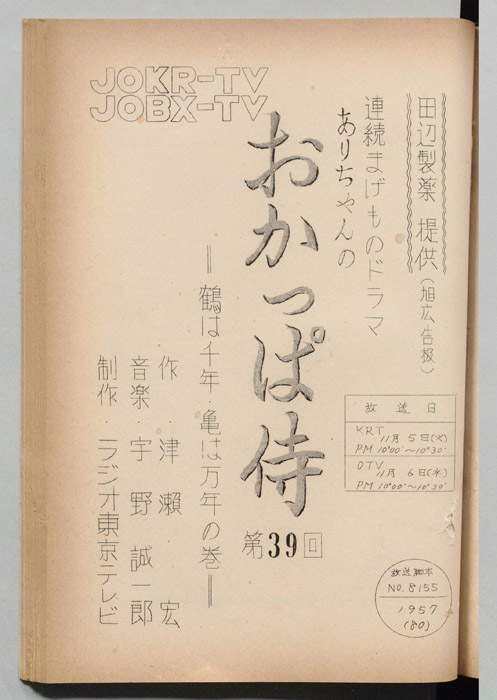 JOKR-TV
JOBX-TV
田辺製薬 提供(旭広告扱)
連続まげものドラマ
ありちゃんの
おかっぱ侍
第39回
＝鶴は千年・亀は万年の巻＝
作・津瀬 宏
音楽・宇野誠一郎
制作・ラジオ東京テレビ
放送日
KRT
11月5日(火)
PM 10°00'～10°30'
OTV
11月6日(水)
PM 10°00'～10°30'
放送脚本
NO.8155
1957
(80)